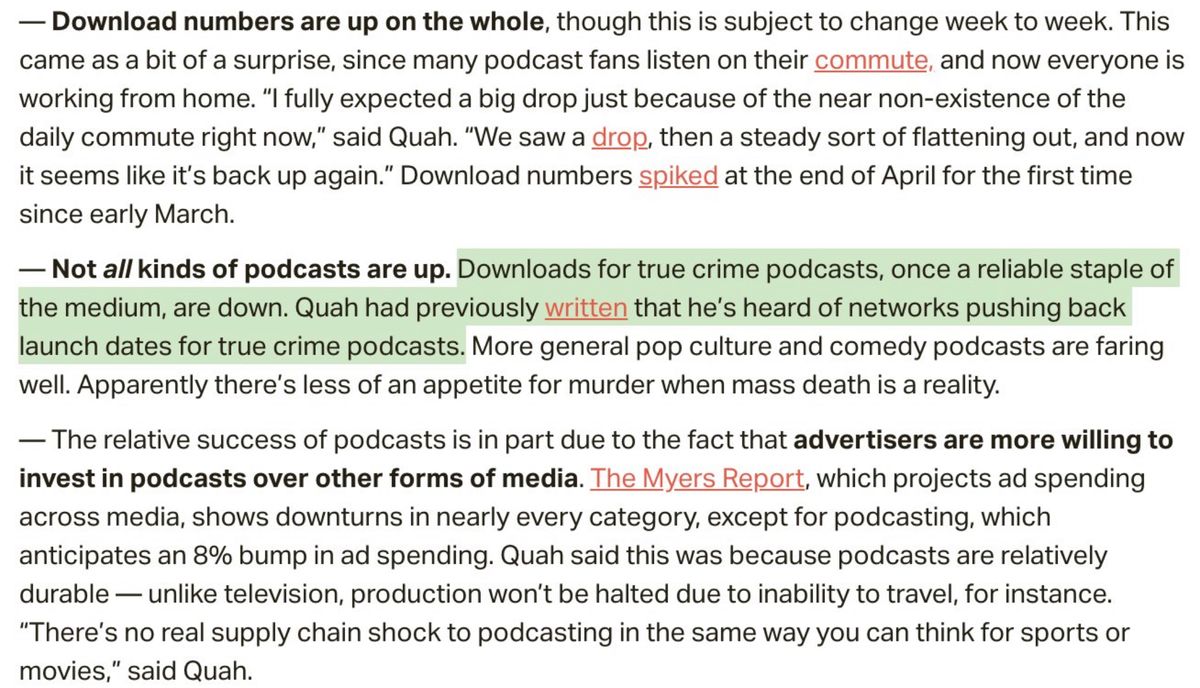 — Download numbers are up on the whole, though this is subject to change week to week. This
came as a bit of a surprise, since many podcast fans listen on their commute, and now everyone is
working from home. “I fully expected a big drop just because of the near non-existence of the
daily commute right now,” said Quah. “We saw a drop, then a steady sort of flattening out, and now
it seems like it’s back up again.” Download numbers spiked at the end of April for the first time
since early March.
— Not all kinds of podcasts are up. Downloads for true crime podcasts, once a reliable staple of
the medium, are down. Quah had previously written that he’s heard of networks pushing back
launch dates for true crime podcasts. More general pop culture and comedy podcasts are faring
well. Apparently there’s less of an appetite for murder when mass death is a reality.
— The relative success of podcasts is in part due to the fact that advertisers are more willing to
invest in podcasts over other forms of media. The Myers Report, which projects ad spending
across media, shows downturns in nearly every category, except for podcasting, which
anticipates an 8% bump in ad spending. Quah said this was because podcasts are relatively
durable — unlike television, production won’t be halted due to inability to travel, for instance.
“There’s no real supply chain shock to podcasting in the same way you can think for sports or
movies,” said Quah.